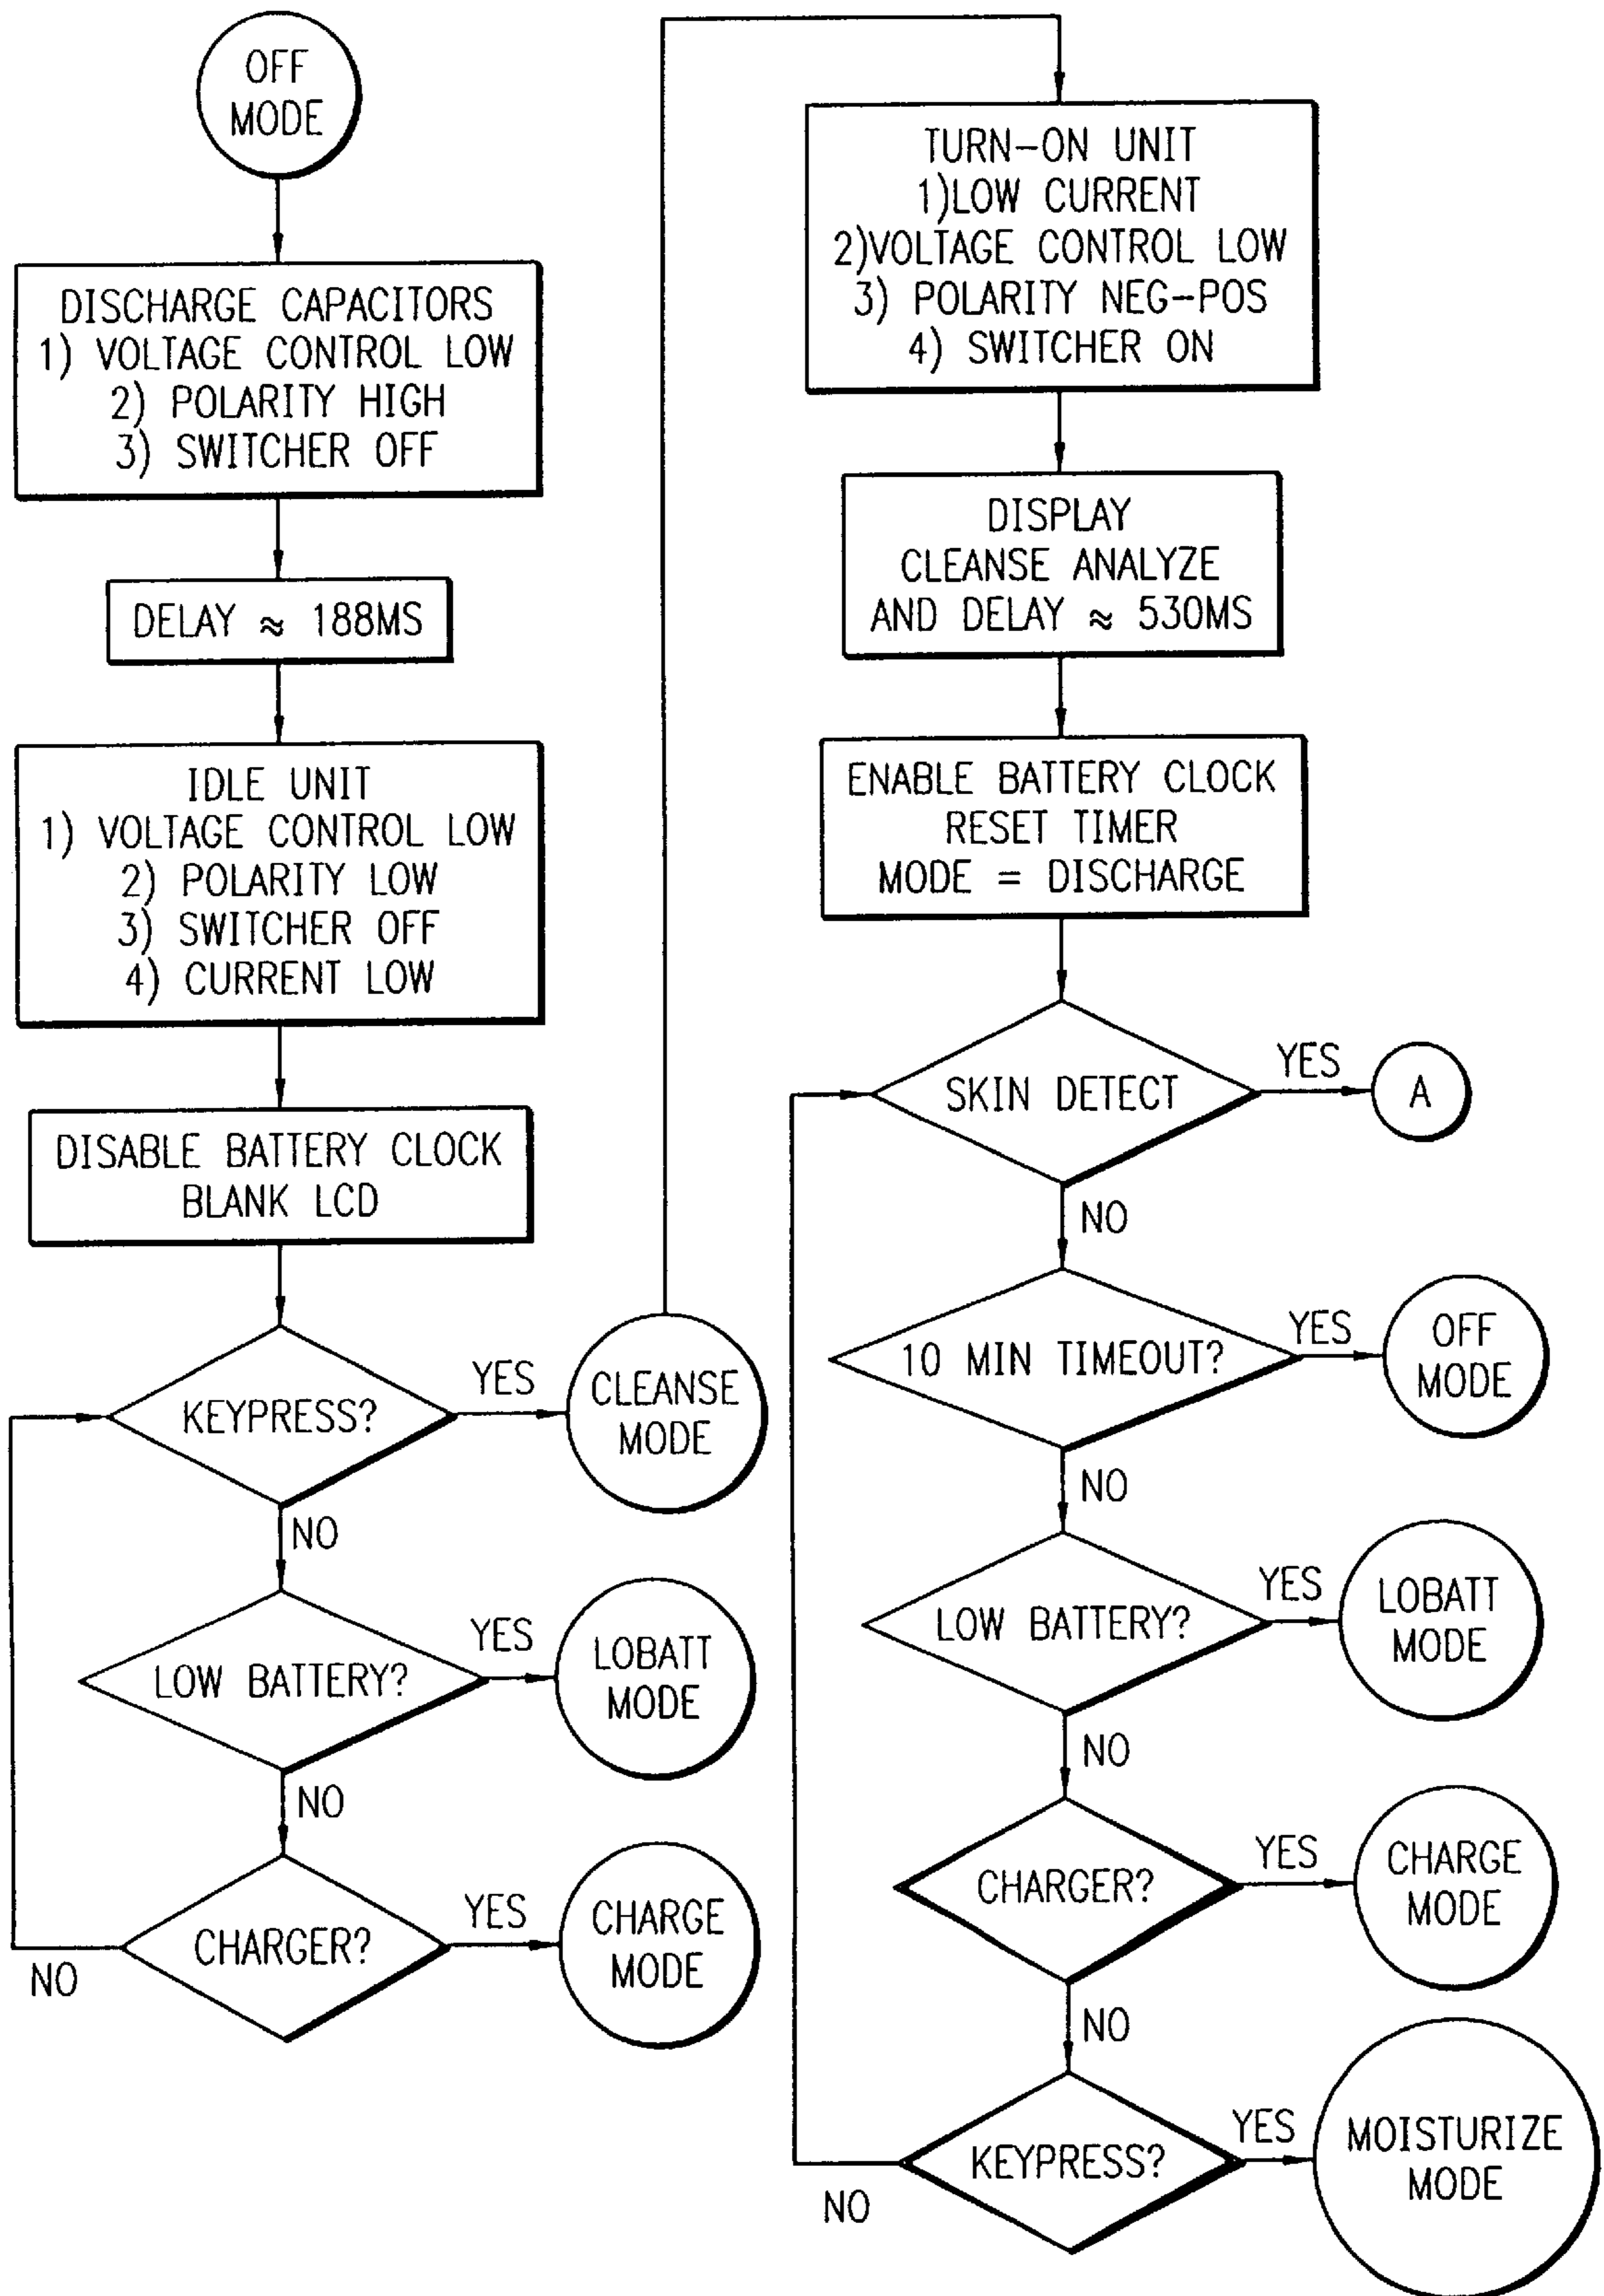 OFF
MODE
DISCHARGE CAPACITORS
1) VOLTAGE CONTROL LOW
2) POLARITY HIGH
3) SWITCHER OFF
DELAY ≈ 188MS
IDLE UNIT
1) VOLTAGE CONTROL LOW
2) POLARITY LOW
3) SWITCHER OFF
4) CURRENT LOW
DISABLE BATTERY CLOCK
BLANK LCD
KEYPRESS?
YES
CLEANSE
MODE
NO
LOW BATTERY?
YES
LOBATT
MODE
NO
CHARGER?
YES
CHARGE
MODE
NO
TURN-ON UNIT
1)LOW CURRENT
2)VOLTAGE CONTROL LOW
3) POLARITY NEG-POS
4) SWITCHER ON
DISPLAY
CLEANSE ANALYZE
AND DELAY ≈ 530MS
ENABLE BATTERY CLOCK
RESET TIMER
MODE = DISCHARGE
SKIN DETECT
YES
A
NO
10 MIN TIMEOUT?
YES
OFF
MODE
NO
LOW BATTERY?
YES
LOBATT
MODE
NO
CHARGER?
YES
CHARGE
MODE
NO
KEYPRESS?
YES
MOISTURIZE
MODE
NO